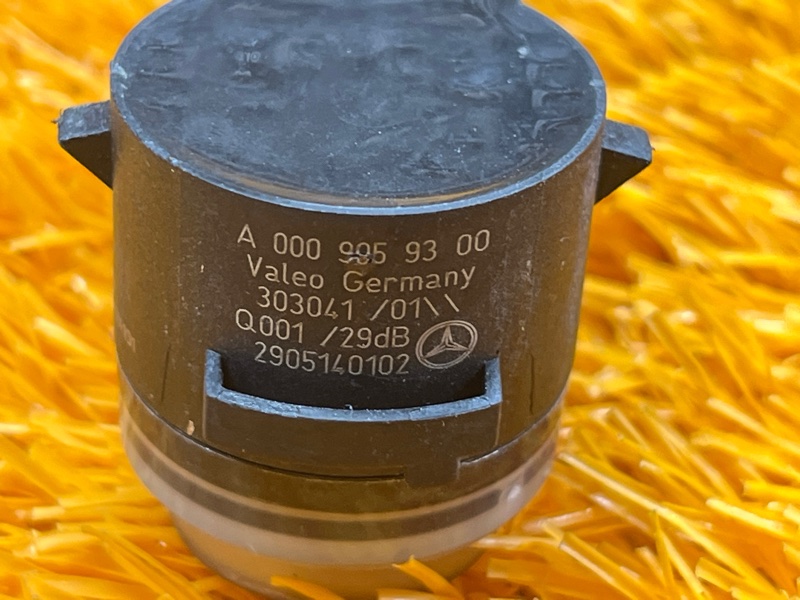 A 000 905 93 00
Valeo Germany
303041 /01\\
Q001 /29dB
2905140102